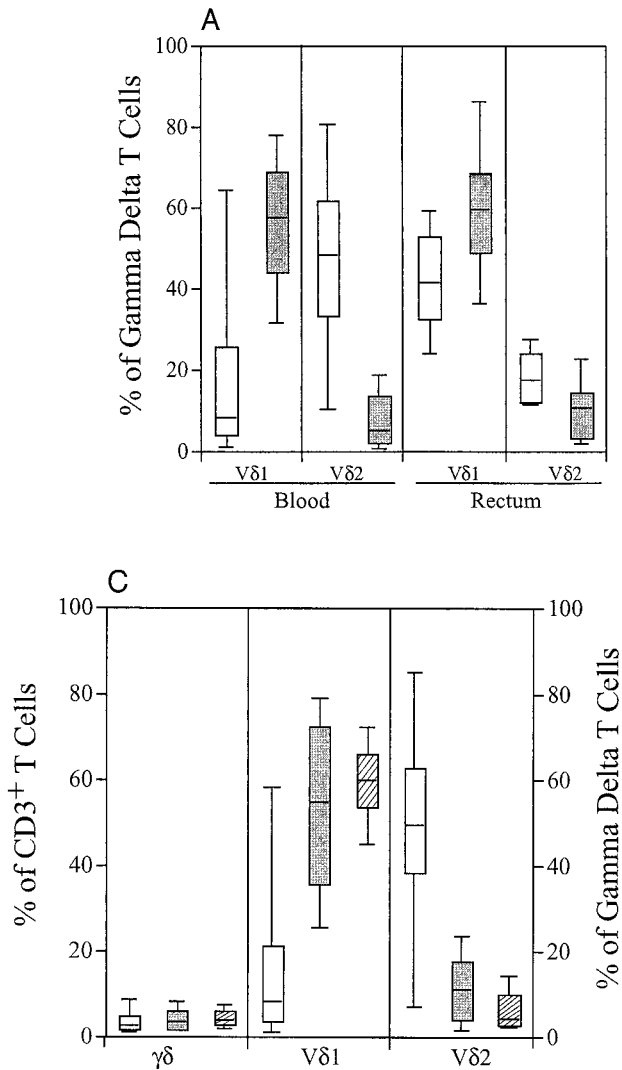 A
% of Gamma Delta T Cells
100
80
60
40
20
0
Vδ1 Vδ2 Vδ1 Vδ2
Blood Rectum
C
% of CD3+ T Cells
100
80
60
40
20
0
100
80
60
40
20
0
% of Gamma Delta T Cells
γδ Vδ1 Vδ2